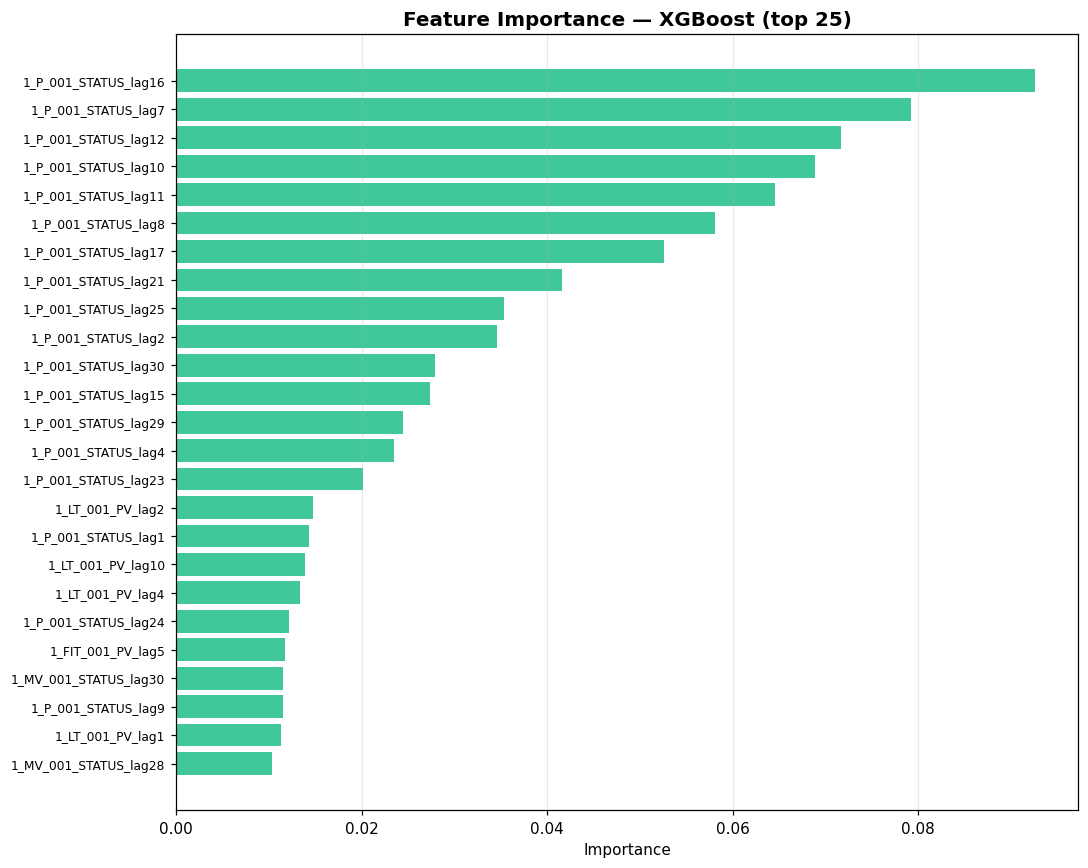 Feature Importance — XGBoost (top 25)
1_P_001_STATUS_lag16
1_P_001_STATUS_lag7
1_P_001_STATUS_lag12
1_P_001_STATUS_lag10
1_P_001_STATUS_lag11
1_P_001_STATUS_lag8
1_P_001_STATUS_lag17
1_P_001_STATUS_lag21
1_P_001_STATUS_lag25
1_P_001_STATUS_lag2
1_P_001_STATUS_lag30
1_P_001_STATUS_lag15
1_P_001_STATUS_lag29
1_P_001_STATUS_lag4
1_P_001_STATUS_lag23
1_LT_001_PV_lag2
1_P_001_STATUS_lag1
1_LT_001_PV_lag10
1_LT_001_PV_lag4
1_P_001_STATUS_lag24
1_FIT_001_PV_lag5
1_MV_001_STATUS_lag30
1_P_001_STATUS_lag9
1_LT_001_PV_lag1
1_MV_001_STATUS_lag28
0.00 0.02 0.04 0.06 0.08
Importance